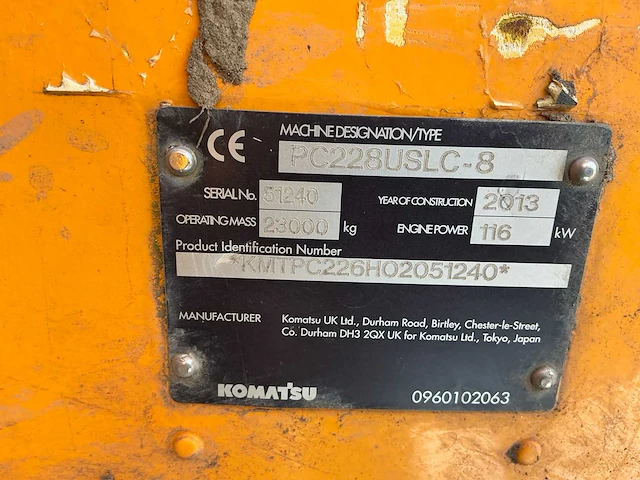 CE
MACHINE DESIGNATION/TYPE
PC228USLC-8
SERIAL No. 51240
YEAR OF CONSTRUCTION 2013
OPERATING MASS 23000 kg
ENGINE POWER 116 kW
Product Identification Number
*KMTPC226H02051240*
MANUFACTURER
Komatsu UK Ltd., Durham Road, Birtley, Chester-le-Street,
Co. Durham DH3 2QX UK for Komatsu Ltd., Tokyo, Japan
KOMATSU
0960102063